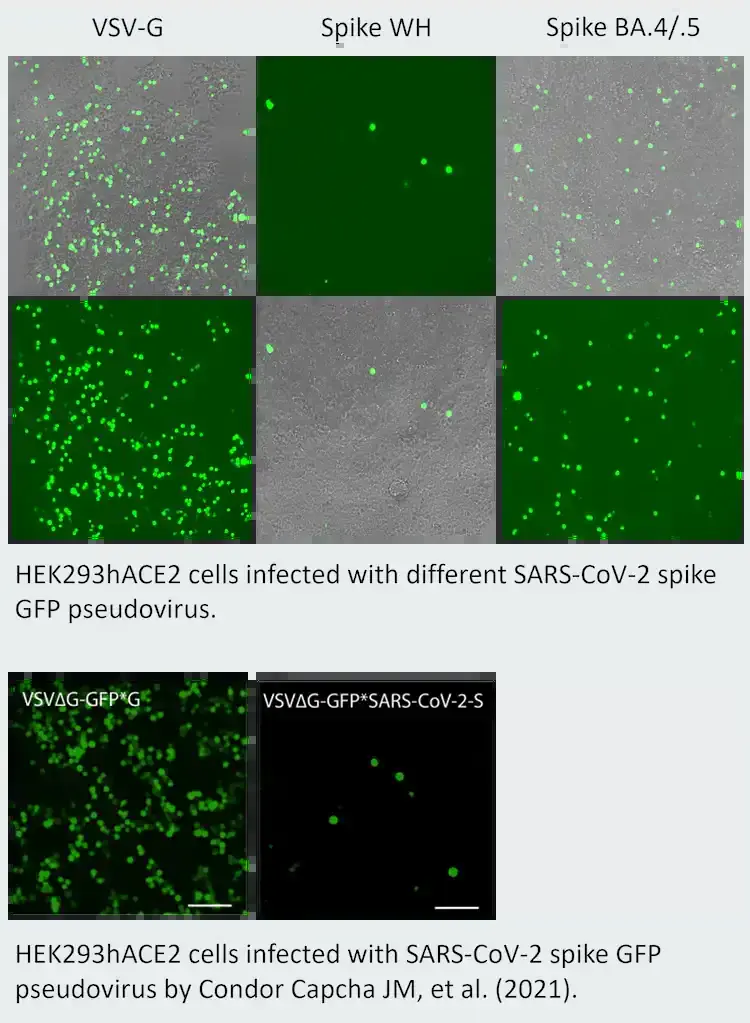 VSV-G
Spike WH
Spike BA.4/.5
HEK293hACE2 cells infected with different SARS-CoV-2 spike
GFP pseudovirus.
VSVΔG-GFP*G
VSVΔG-GFP*SARS-CoV-2-S
HEK293hACE2 cells infected with SARS-CoV-2 spike GFP
pseudovirus by Condor Capcha JM, et al. (2021).